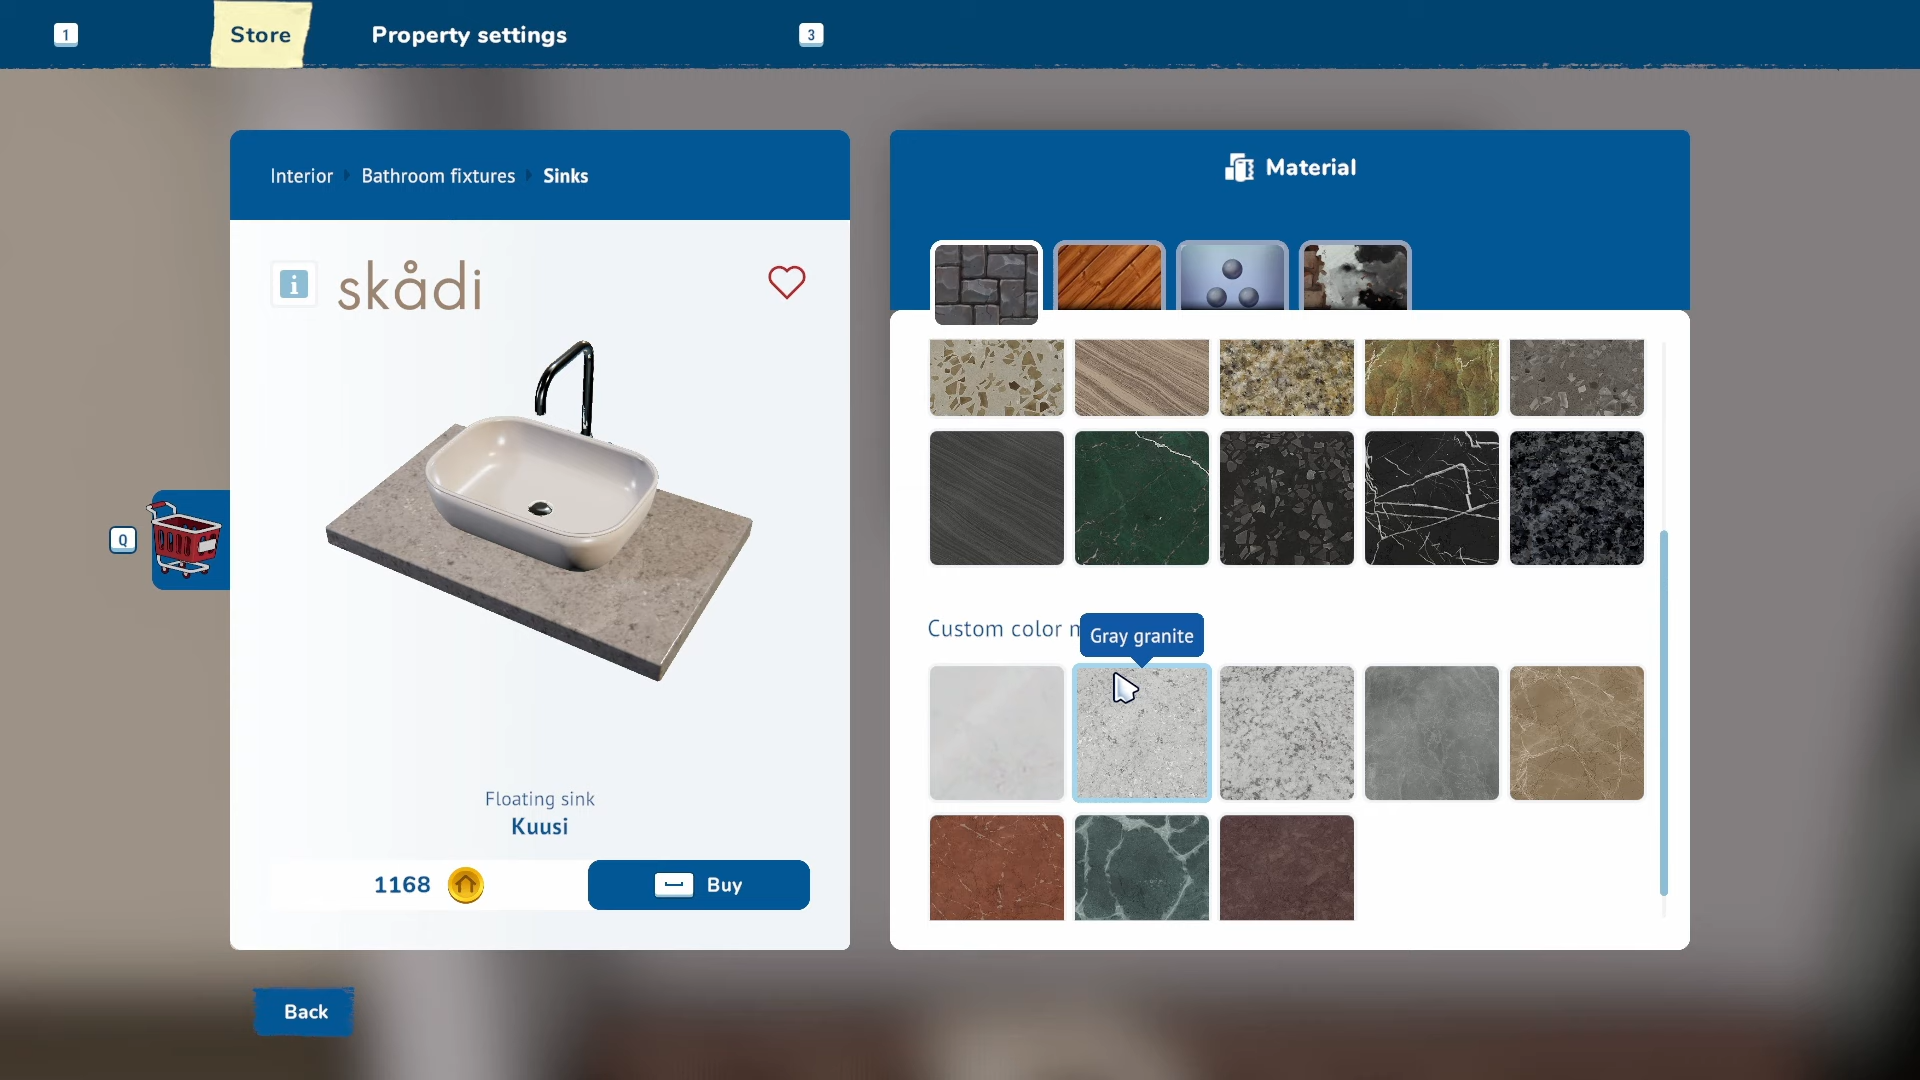 1
Store
Property settings
3
Interior
Bathroom fixtures
Sinks
Material
i
skådi
Q
Custom color
Gray granite
Floating sink
Kuusi
1168
Buy
Back